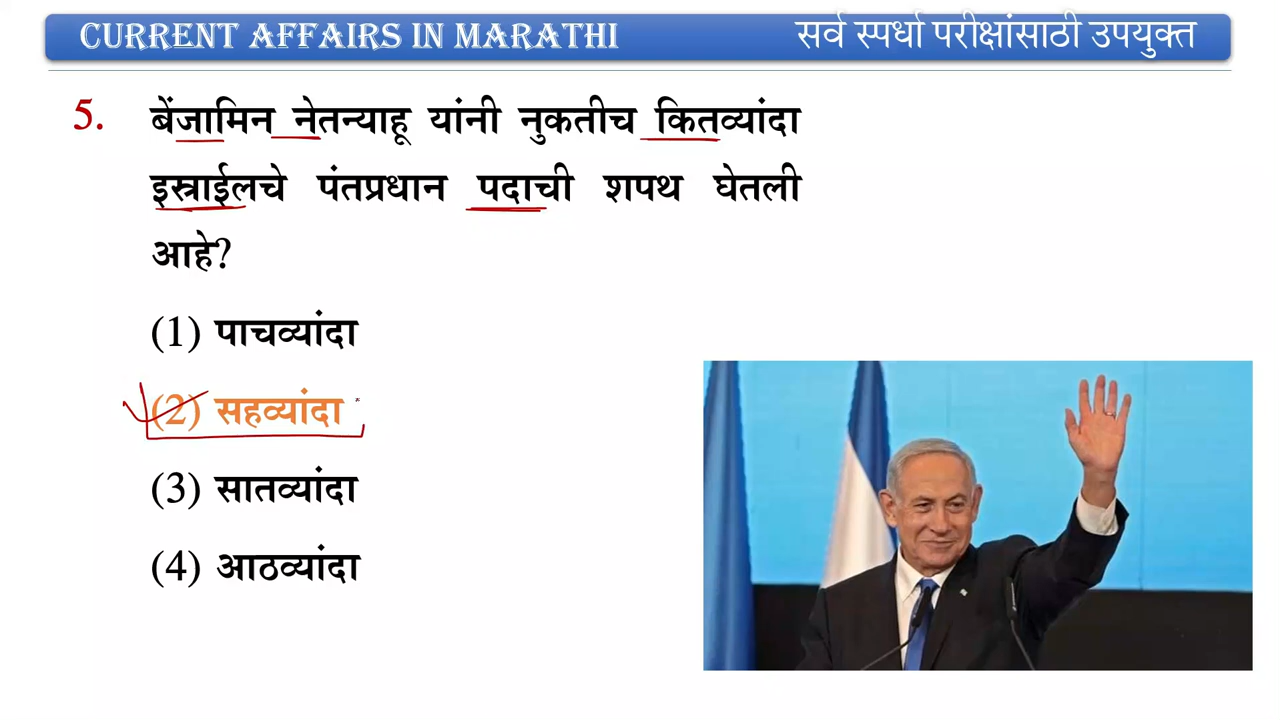 CURRENT AFFAIRS IN MARATHI
सर्व स्पर्धा परीक्षांसाठी उपयुक्त
5. बेंजामिन नेतन्याहू यांनी नुकतीच कितव्यांदा
इस्राईलचे पंतप्रधान पदाची शपथ घेतली
आहे?
(1) पाचव्यांदा
(2) सहव्यांदा
(3) सातव्यांदा
(4) आठव्यांदा